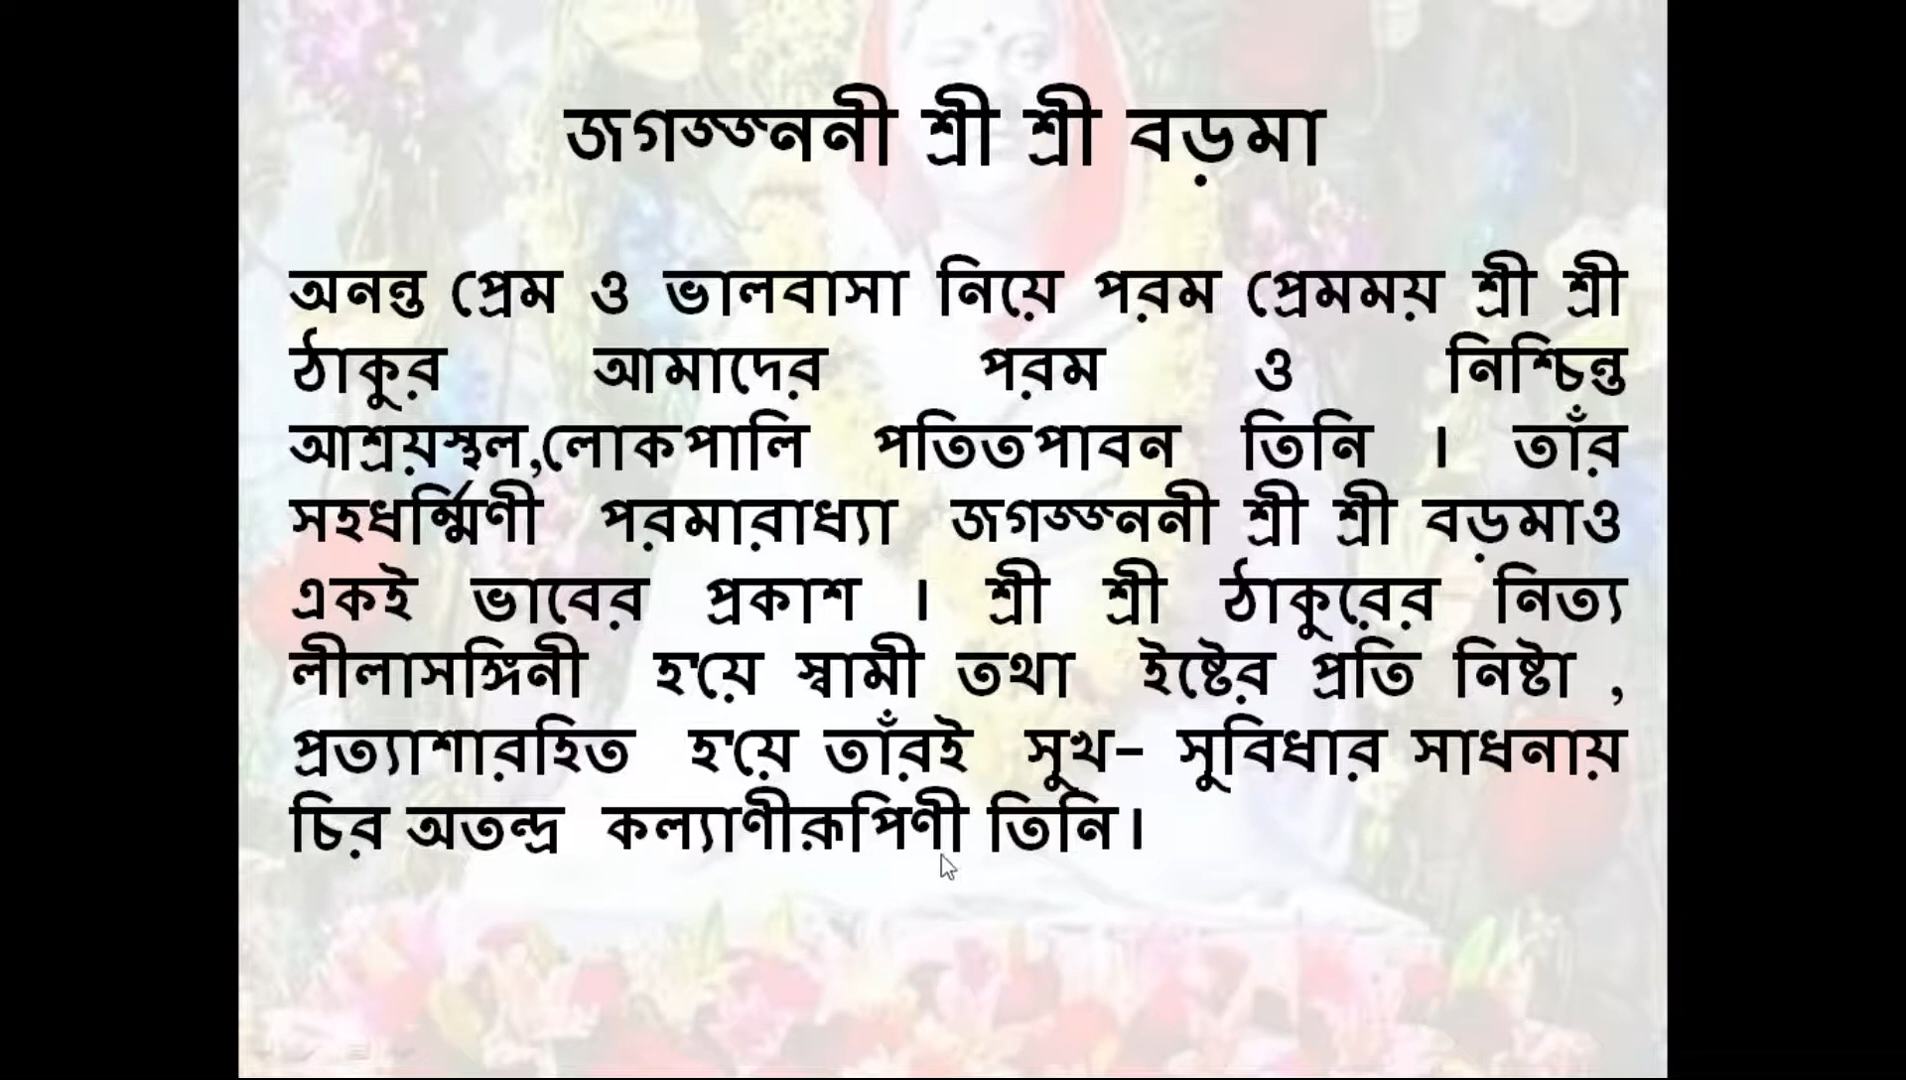 জগজ্জননী শ্রী শ্রী বড়মা
অনন্ত প্রেম ও ভালবাসা নিয়ে পরম প্রেমময় শ্রী শ্রী
ঠাকুর আমাদের পরম ও নিশ্চিন্ত
আশ্রয়স্থল,লোকপালি পতিতপাবন তিনি । তাঁর
সহধর্ম্মিণী পরমারাধ্যা জগজ্জননী শ্রী শ্রী বড়মাও
একই ভাবের প্রকাশ । শ্রী শ্রী ঠাকুরের নিত্য
লীলাসঙ্গিনী হ'য়ে স্বামী তথা ইষ্টের প্রতি নিষ্টা ,
প্রত্যাশারহিত হ'য়ে তাঁরই সুখ– সুবিধার সাধনায়
চির অতন্দ্র কল্যাণীরূপিণী তিনি।